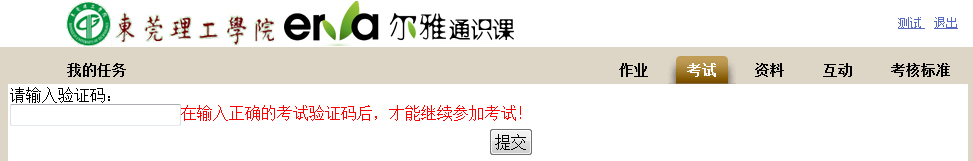 東莞理工學院 erya 尔雅通识课 测试 退出
我的任务 作业 考试 资料 互动 考核标准
请输入验证码：
在输入正确的考试验证码后，才能继续参加考试！
提交